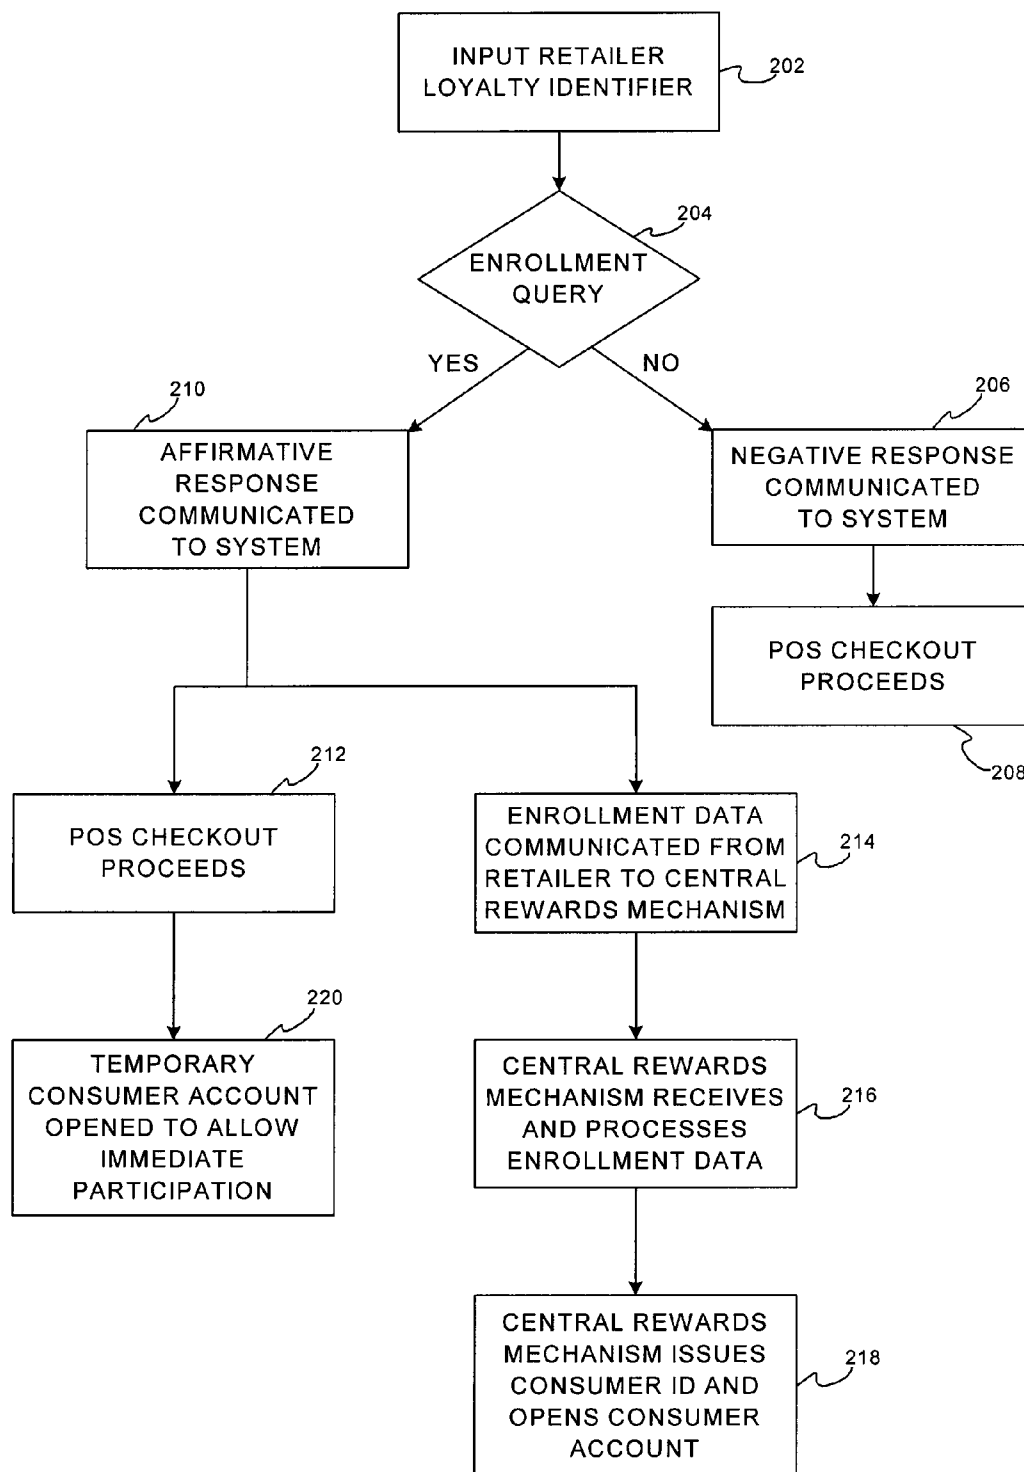 INPUT RETAILER
LOYALTY IDENTIFIER
202
204
ENROLLMENT
QUERY
YES
NO
210
206
AFFIRMATIVE
RESPONSE
COMMUNICATED
TO SYSTEM
NEGATIVE RESPONSE
COMMUNICATED
TO SYSTEM
POS CHECKOUT
PROCEEDS
208
212
POS CHECKOUT
PROCEEDS
ENROLLMENT DATA
COMMUNICATED FROM
RETAILER TO CENTRAL
REWARDS MECHANISM
214
220
TEMPORARY
CONSUMER ACCOUNT
OPENED TO ALLOW
IMMEDIATE
PARTICIPATION
CENTRAL REWARDS
MECHANISM RECEIVES
AND PROCESSES
ENROLLMENT DATA
216
CENTRAL REWARDS
MECHANISM ISSUES
CONSUMER ID AND
OPENS CONSUMER
ACCOUNT
218